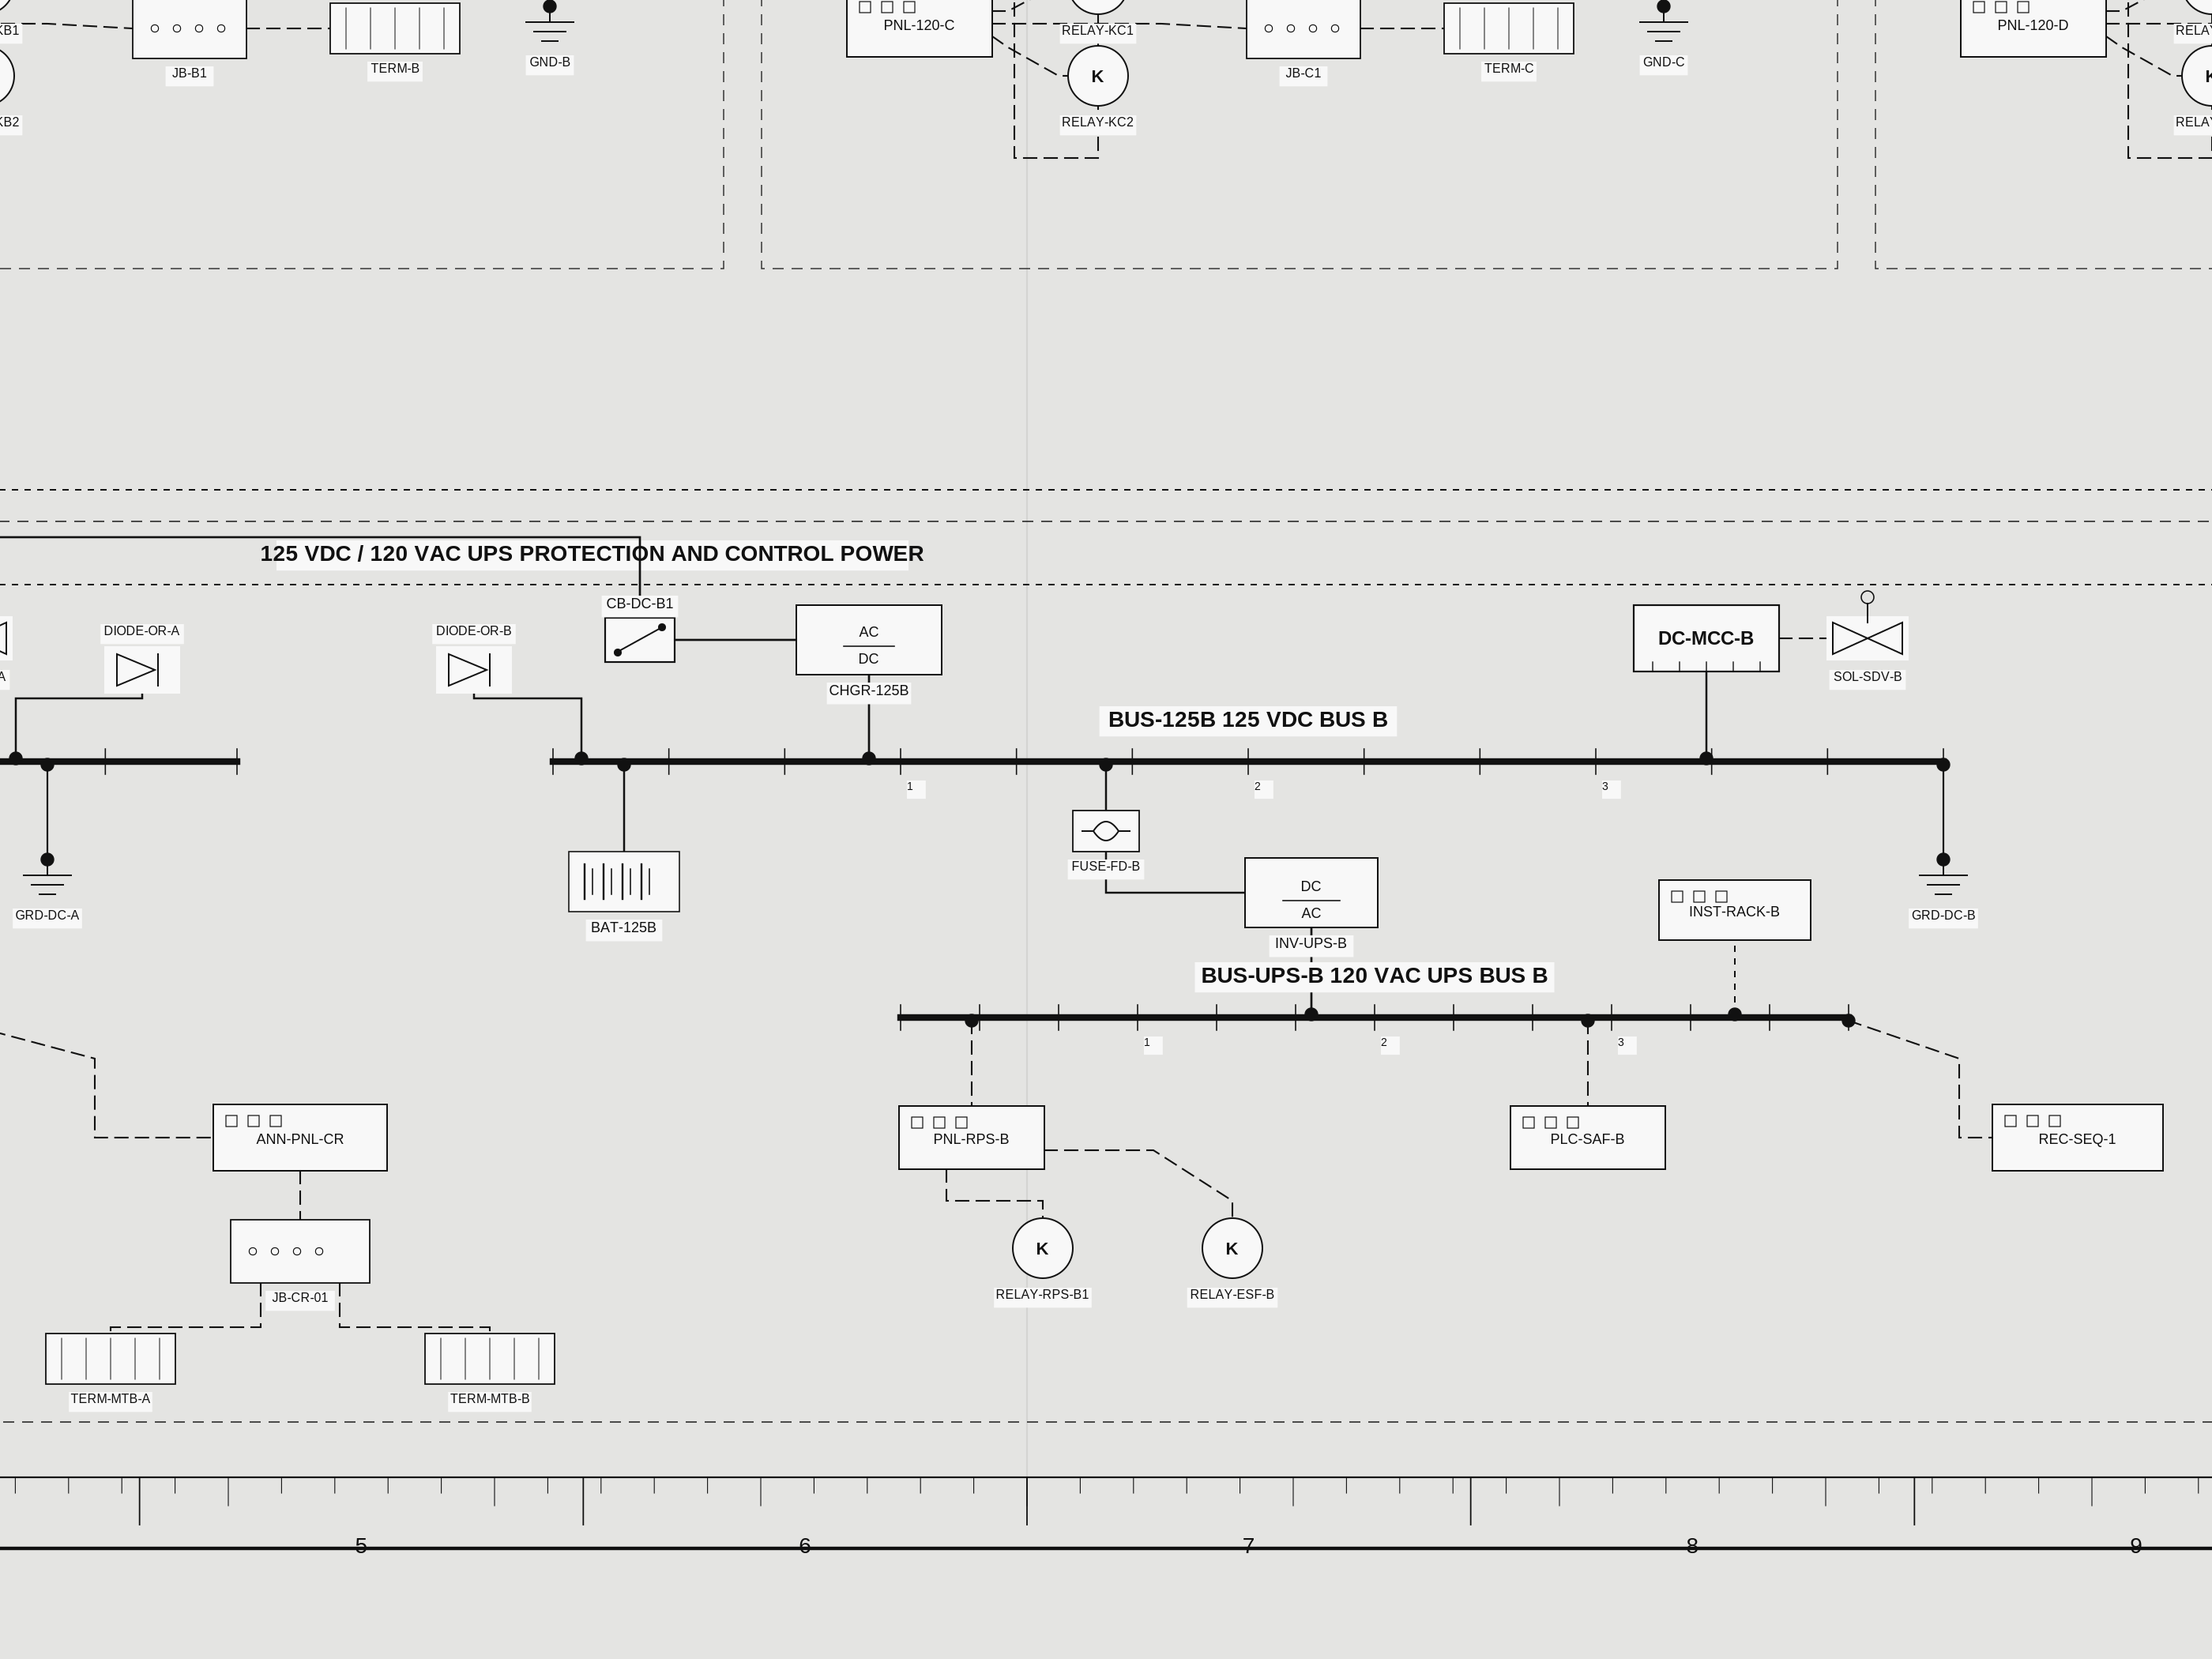 PNL-120-C
PNL-120-D
KB1
RELAY-KC1
JB-B1
TERM-B
GND-B
K
JB-C1
TERM-C
GND-C
KB2
RELAY-KC2
125 VDC / 120 VAC UPS PROTECTION AND CONTROL POWER
CB-DC-B1
DIODE-OR-A
DIODE-OR-B
AC
DC
DC-MCC-B
A
CHGR-125B
SOL-SDV-B
BUS-125B 125 VDC BUS B
1
2
3
FUSE-FD-B
DC
AC
INST-RACK-B
GRD-DC-A
BAT-125B
GRD-DC-B
INV-UPS-B
BUS-UPS-B 120 VAC UPS BUS B
1
2
3
ANN-PNL-CR
PNL-RPS-B
PLC-SAF-B
REC-SEQ-1
K
K
JB-CR-01
RELAY-RPS-B1
RELAY-ESF-B
TERM-MTB-A
TERM-MTB-B
5
6
7
8
9